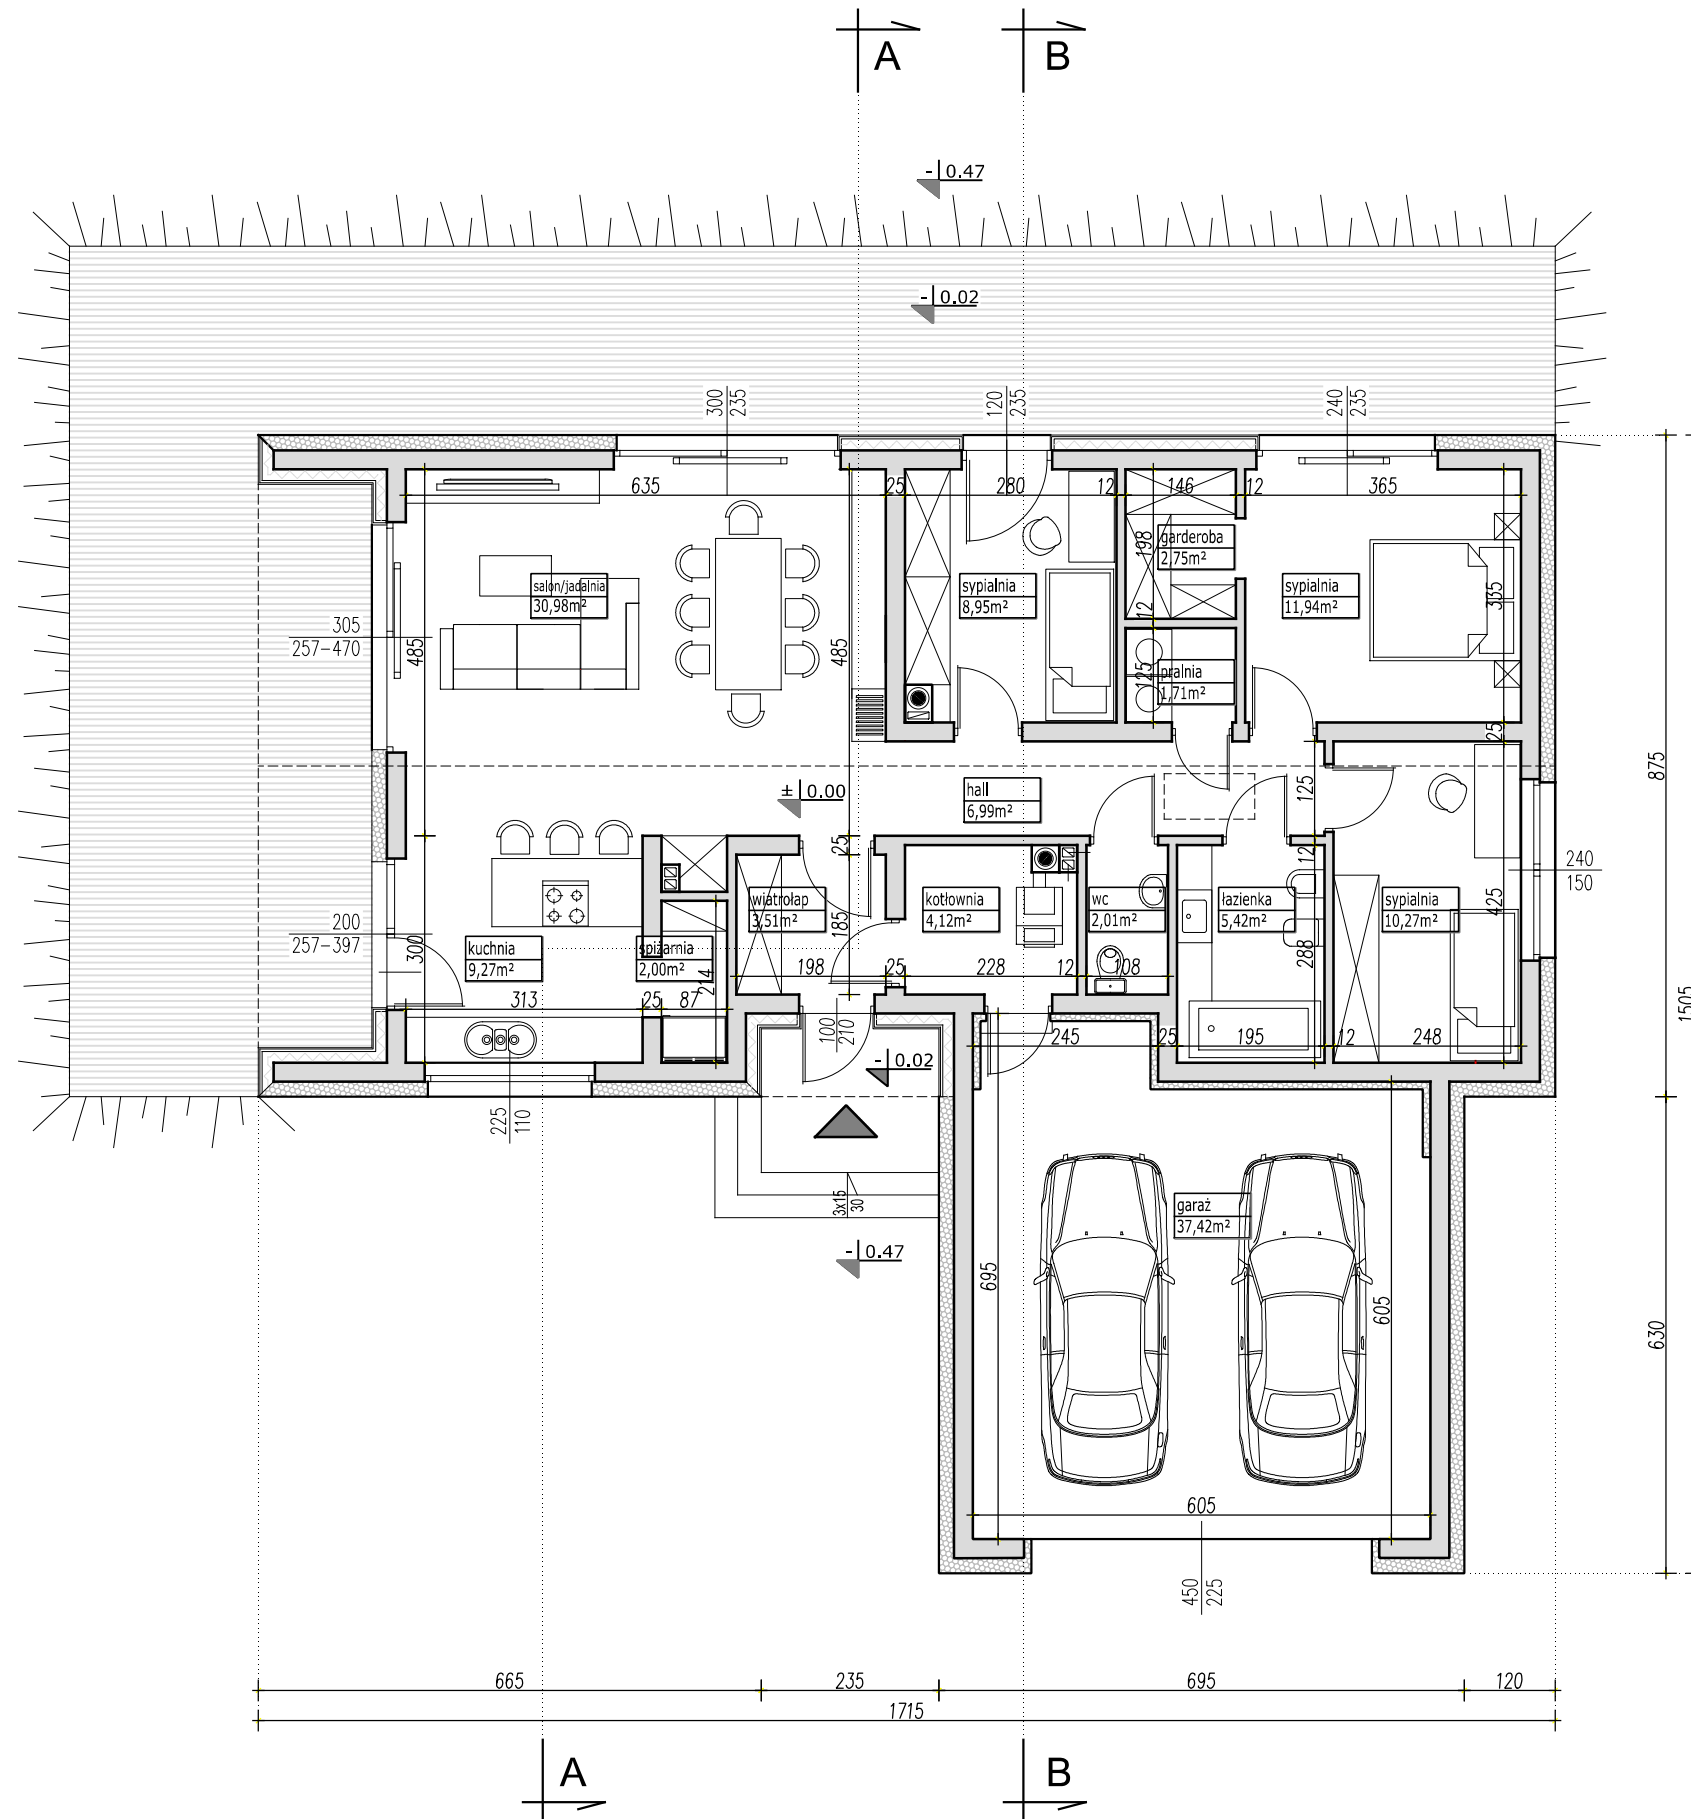 A
B
- 0.47
- 0.02
300
235
120
235
240
235
635
25
280
12
146
12
365
salon/jadalnia
30,98m²
sypialnia
8,95m²
garderoba
2,75m²
198
12
sypialnia
11,94m²
335
305
257-470
485
485
pralnia
1,71m²
125
25
± 0.00
hall
6,99m²
125
875
25
12
240
150
wiatrołap
3,51m²
185
kotłownia
4,12m²
wc
2,01m²
łazienka
5,42m²
sypialnia
10,27m²
425
200
257-397
300
kuchnia
9,27m²
spiżarnia
2,00m²
214
198
25
228
12
108
288
313
25
87
1505
100
210
245
25
195
12
248
- 0.02
225
110
3x15
30
garaż
37,42m²
- 0.47
695
605
630
605
450
225
665
235
695
120
1715
A
B